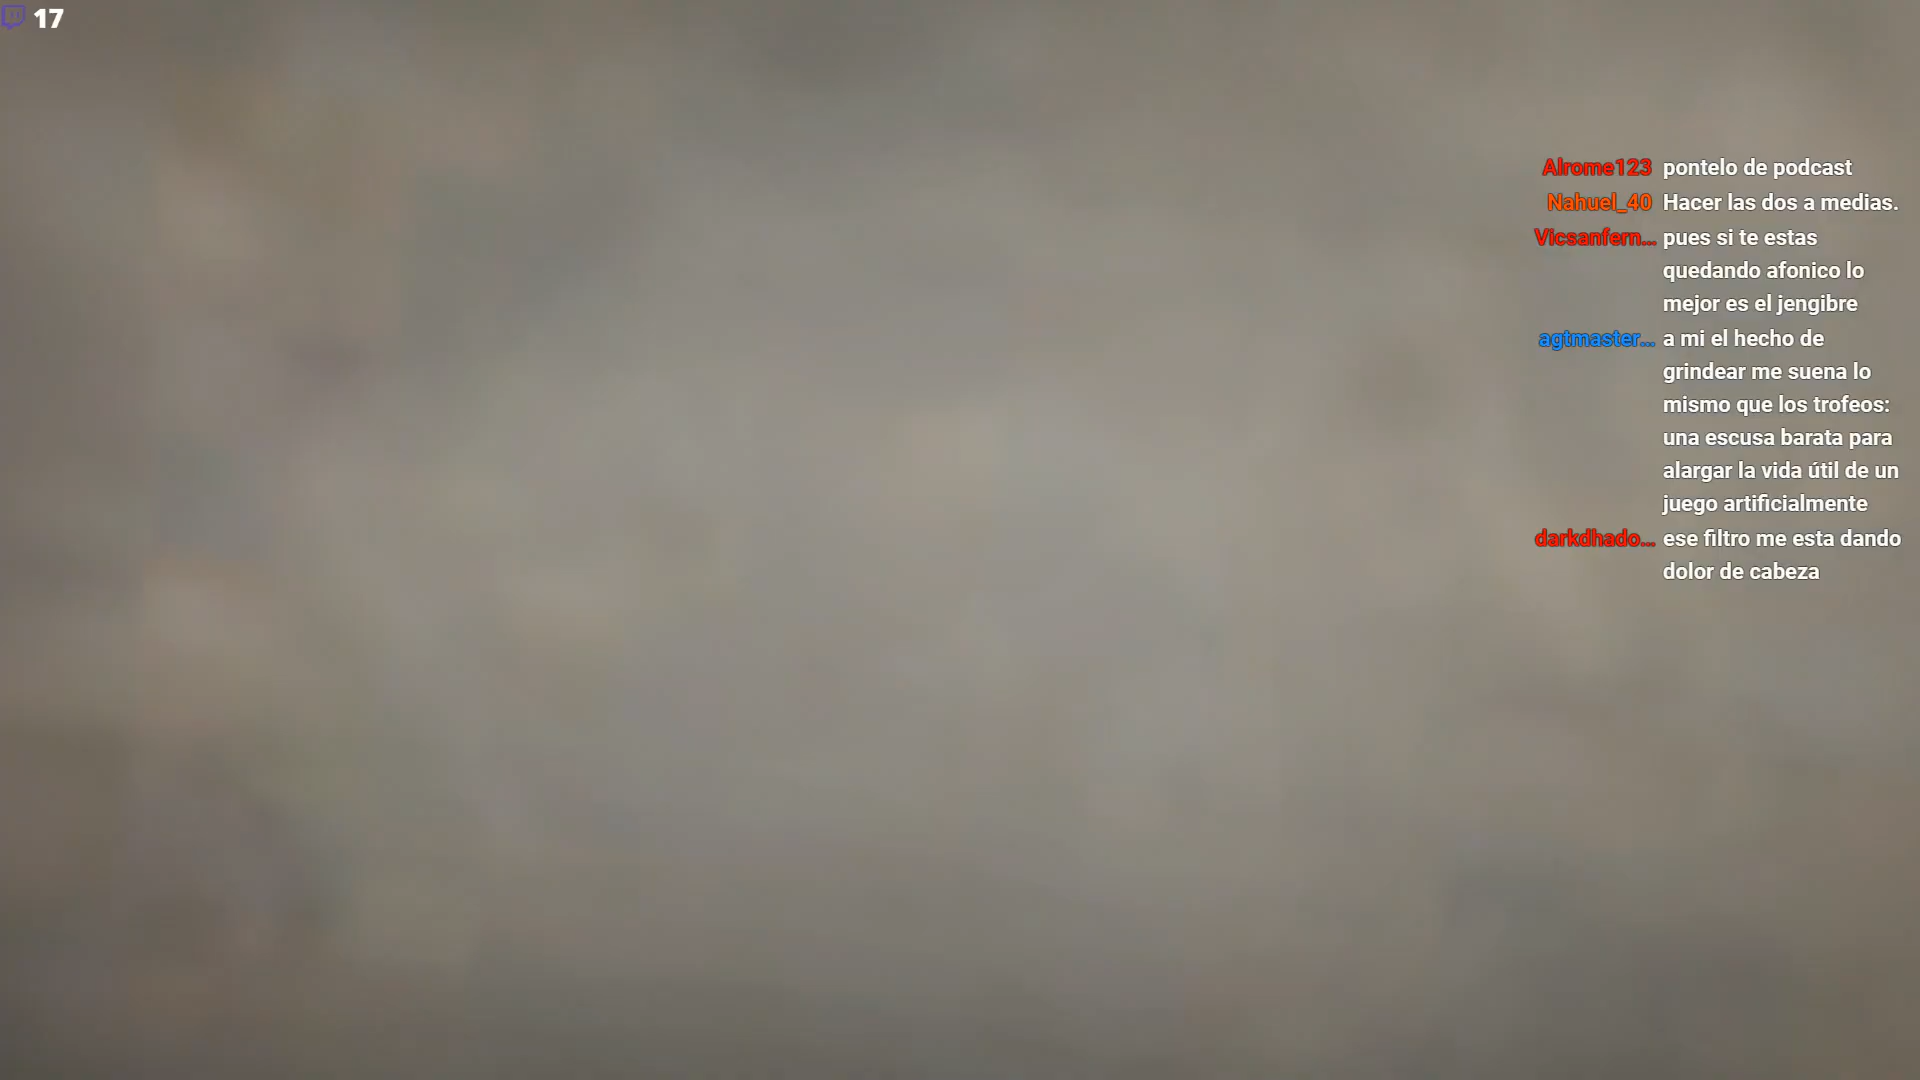 17
Alrome123 pontelo de podcast
Nahuel_40 Hacer las dos a medias.
Vicsanfern... pues si te estas
quedando afonico lo
mejor es el jengibre
agtmaster... a mi el hecho de
grindear me suena lo
mismo que los trofeos:
una escusa barata para
alargar la vida útil de un
juego artificialmente
darkdhado... ese filtro me esta dando
dolor de cabeza